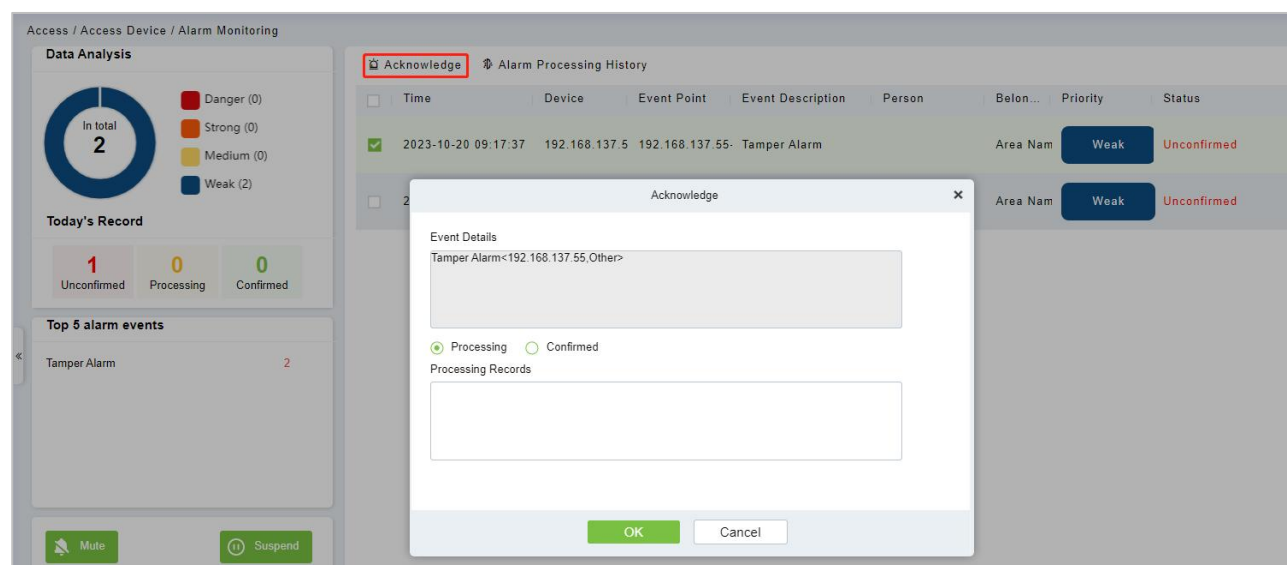 Access / Access Device / Alarm Monitoring
Data Analysis
In total
2
Danger (0)
Strong (0)
Medium (0)
Weak (2)
Today's Record
1 0 0
Unconfirmed Processing Confirmed
Top 5 alarm events
Tamper Alarm 2
Mute Suspend
Acknowledge Alarm Processing History
Time Device Event Point Event Description Person Belon... Priority Status
2023-10-20 09:17:37 192.168.137.5 192.168.137.55- Tamper Alarm Area Nam Weak Unconfirmed
2 Area Nam Weak Unconfirmed
Acknowledge
Event Details
Tamper Alarm<192.168.137.55,Other>
Processing Confirmed
Processing Records
OK Cancel